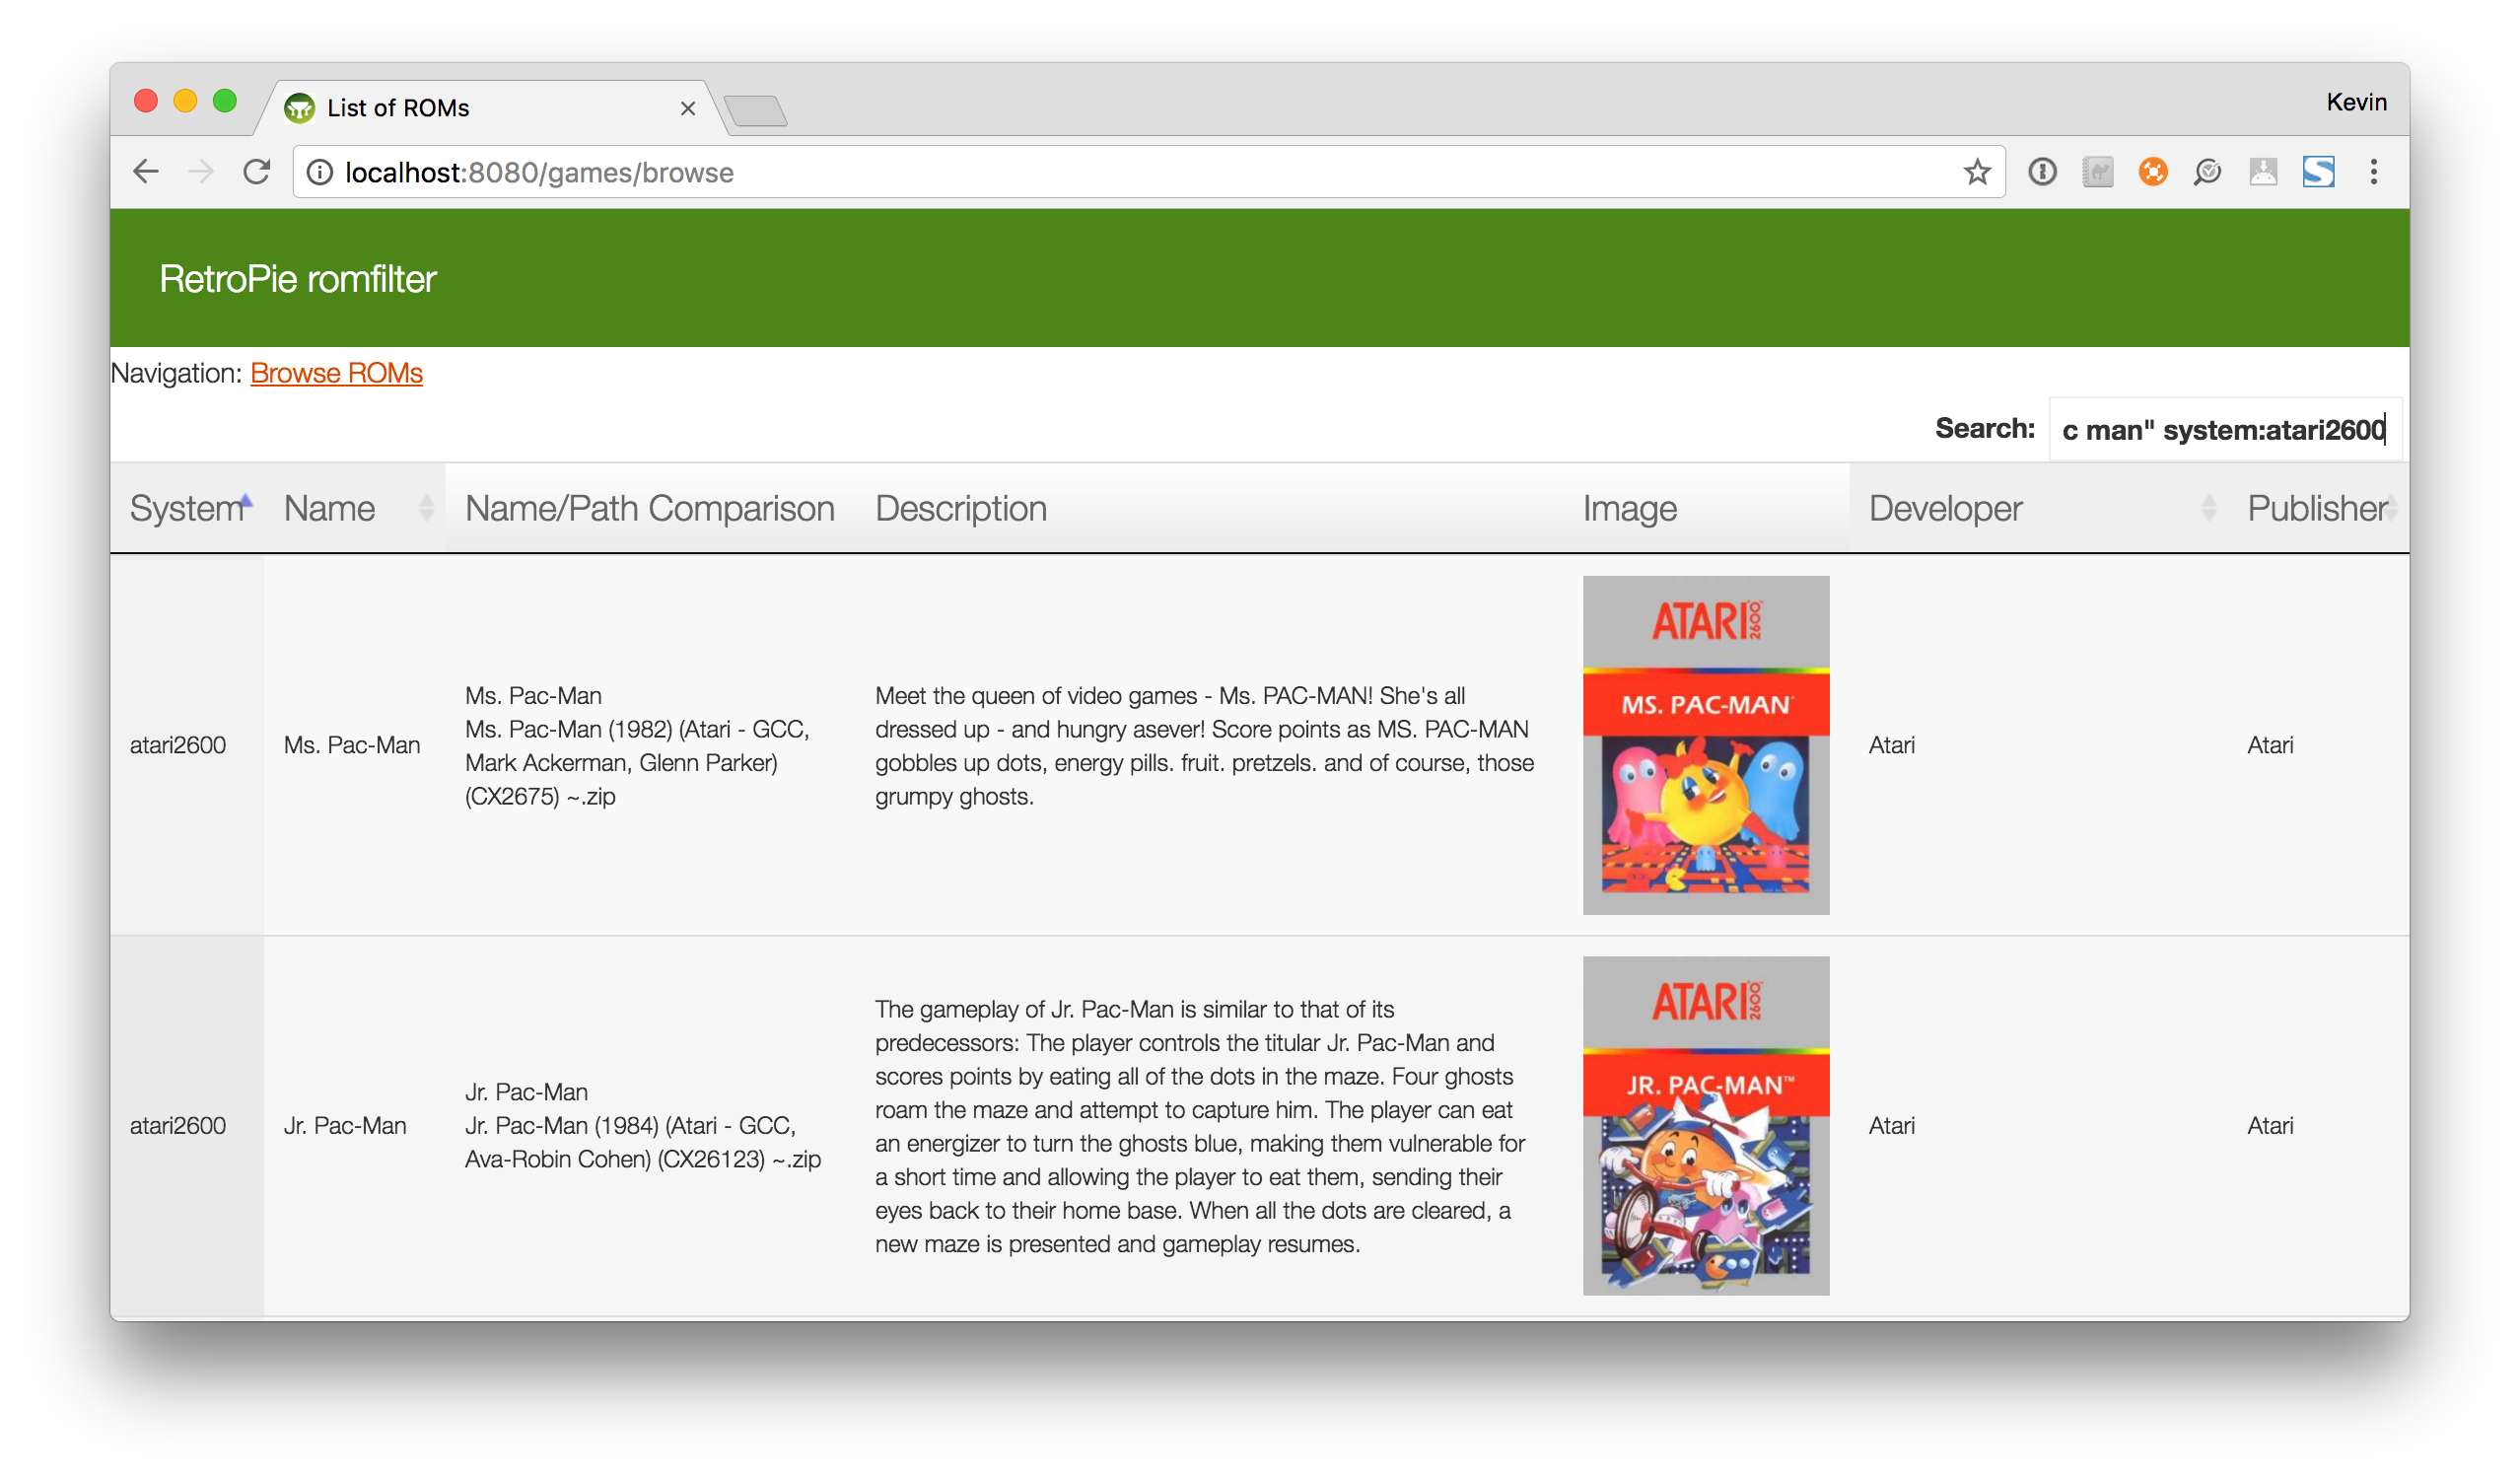 List of ROMs
Kevin
localhost:8080/games/browse
RetroPie romfilter
Navigation: Browse ROMs
Search: c man" system:atari2600
System Name Name/Path Comparison Description Image Developer Publisher
atari2600
Ms. Pac-Man
Ms. Pac-Man
Ms. Pac-Man (1982) (Atari - GCC,
Mark Ackerman, Glenn Parker)
(CX2675) ~.zip
Meet the queen of video games - Ms. PAC-MAN! She's all
dressed up - and hungry asever! Score points as MS. PAC-MAN
gobbles up dots, energy pills. fruit. pretzels. and of course, those
grumpy ghosts.
ATARI 2600
MS. PAC-MAN
Atari
Atari
atari2600
Jr. Pac-Man
Jr. Pac-Man
Jr. Pac-Man (1984) (Atari - GCC,
Ava-Robin Cohen) (CX26123) ~.zip
The gameplay of Jr. Pac-Man is similar to that of its
predecessors: The player controls the titular Jr. Pac-Man and
scores points by eating all of the dots in the maze. Four ghosts
roam the maze and attempt to capture him. The player can eat
an energizer to turn the ghosts blue, making them vulnerable for
a short time and allowing the player to eat them, sending their
eyes back to their home base. When all the dots are cleared, a
new maze is presented and gameplay resumes.
ATARI 2600
JR. PAC-MAN™
Atari
Atari